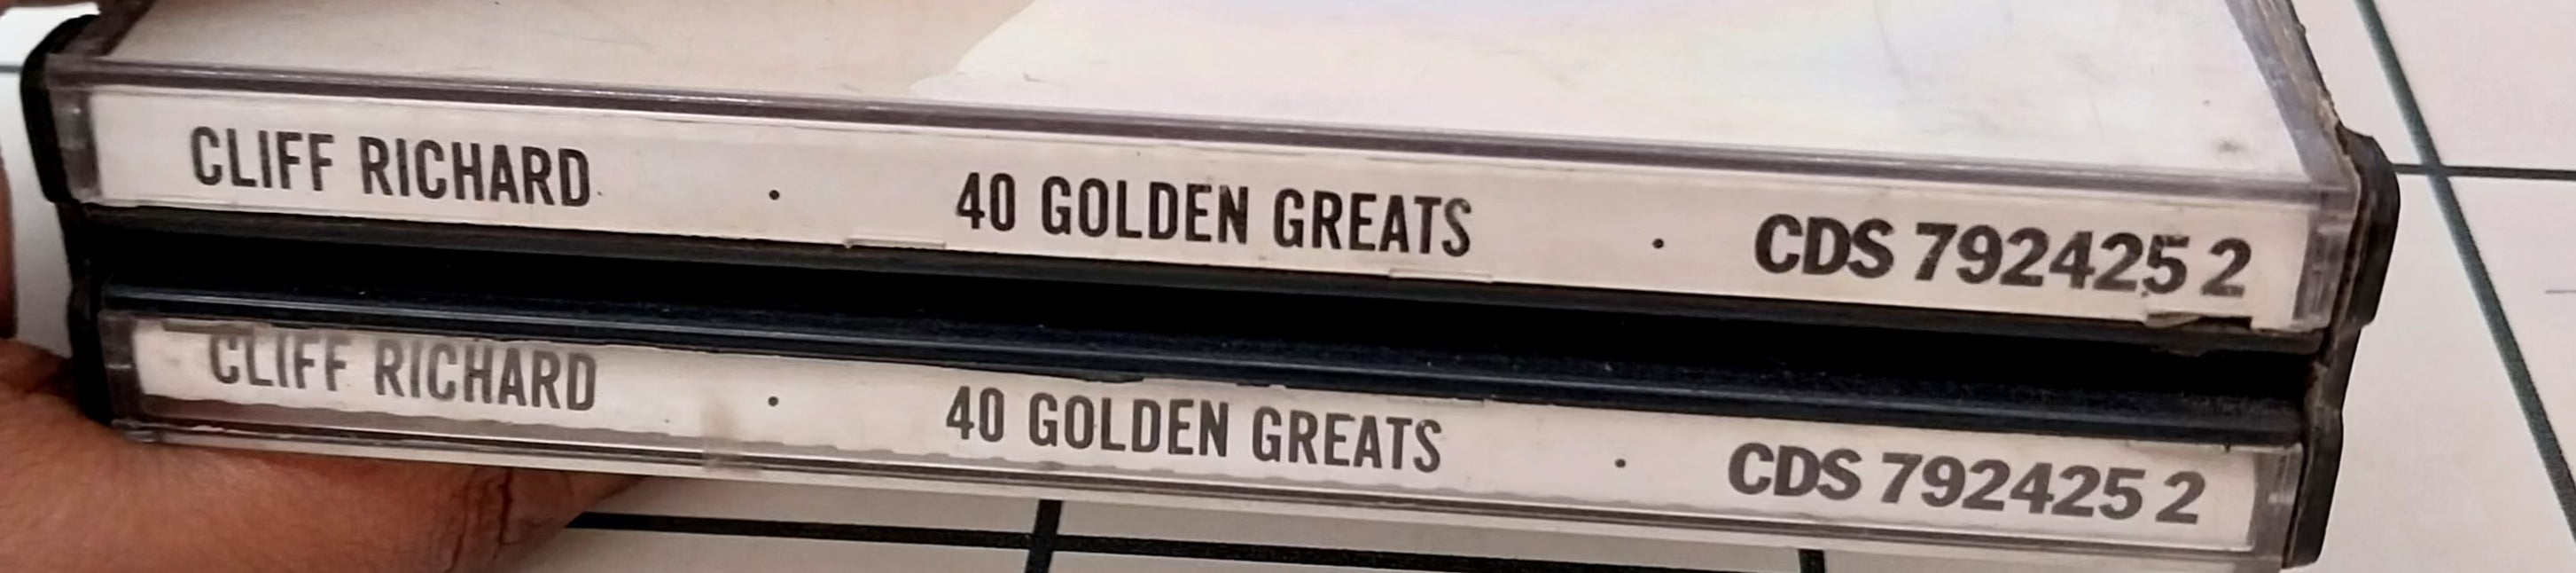 CLIFF RICHARD · 40 GOLDEN GREATS · CDS 792425 2
CLIFF RICHARD · 40 GOLDEN GREATS · CDS 792425 2